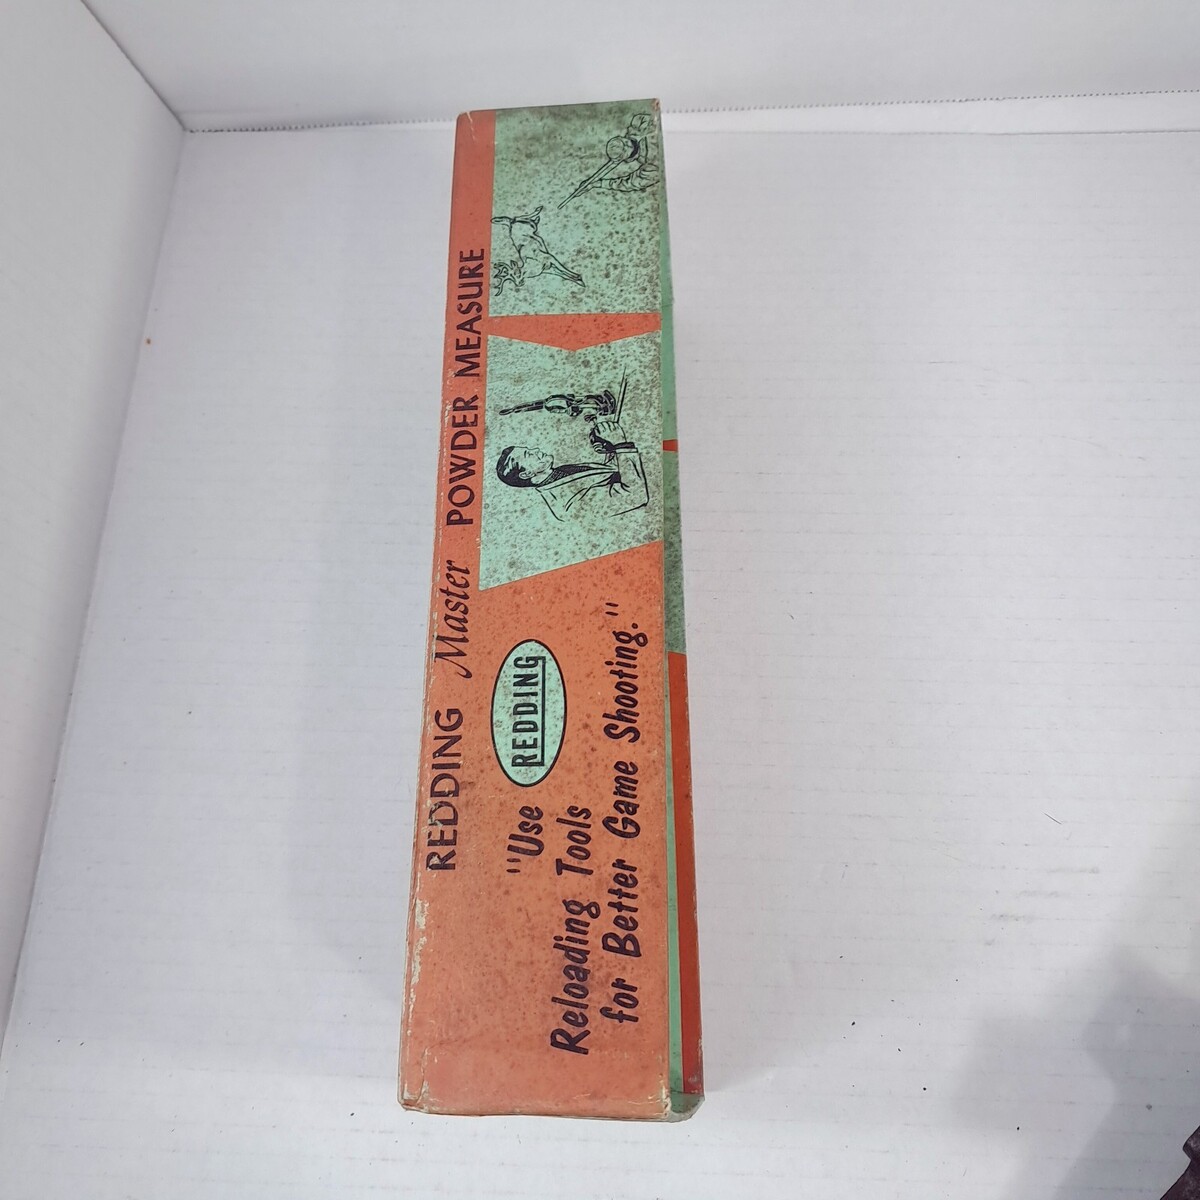 REDDING Master POWDER MEASURE
"Use REDDING
Reloading Tools
for Better Game Shooting."